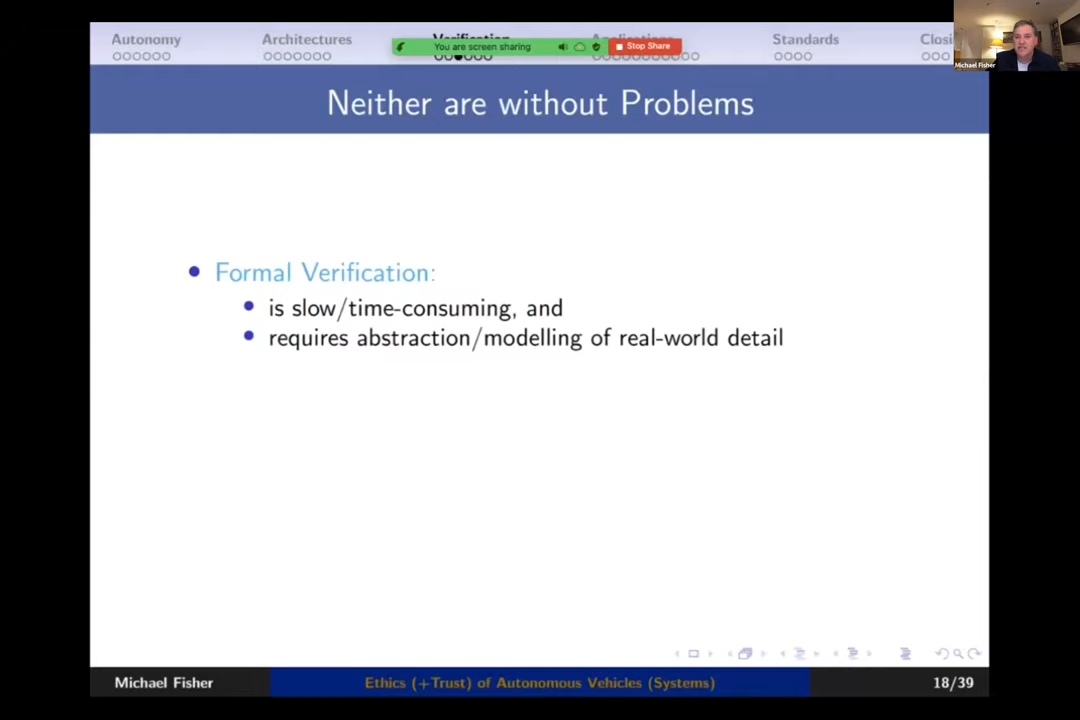 Autonomy
Architectures
Verification
Applications
Standards
You are screen sharing
Stop Share
Michael Fisher
Neither are without Problems
Formal Verification:
is slow/time-consuming, and
requires abstraction/modelling of real-world detail
Michael Fisher
Ethics (+Trust) of Autonomous Vehicles (Systems)
18/39